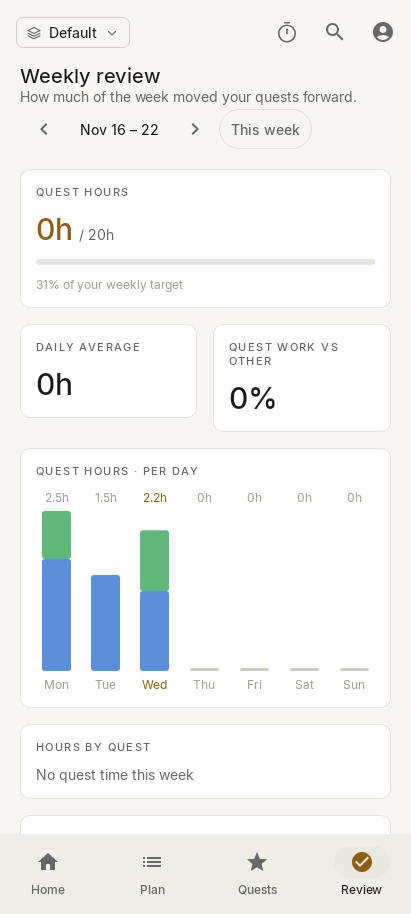 Default
Weekly review
How much of the week moved your quests forward.
Nov 16 – 22
This week
QUEST HOURS
0h / 20h
31% of your weekly target
DAILY AVERAGE
0h
QUEST WORK VS
OTHER
0%
QUEST HOURS · PER DAY
2.5h 1.5h 2.2h 0h 0h 0h 0h
Mon Tue Wed Thu Fri Sat Sun
HOURS BY QUEST
No quest time this week
Home Plan Quests Review